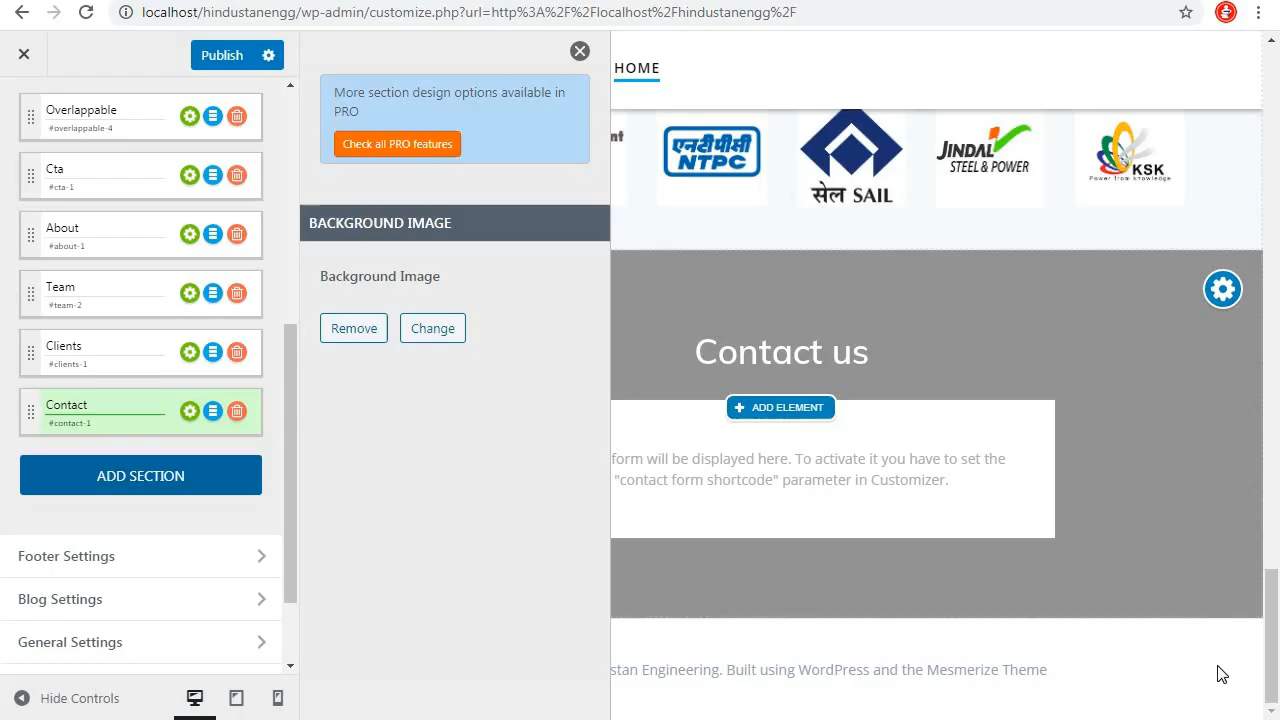 localhost/hindustanengg/wp-admin/customize.php?url=http%3A%2F%2Flocalhost%2Fhindustanengg%2F
Publish
Overlappable
#overlappable-4
Cta
#cta-1
About
#about-1
Team
#team-2
Clients
#clients-1
Contact
#contact-1
ADD SECTION
Footer Settings
Blog Settings
General Settings
Hide Controls
More section design options available in
PRO
Check all PRO features
BACKGROUND IMAGE
Background Image
Remove
Change
HOME
nt
एनटीपीसी
NTPC
सेल SAIL
JINDAL
STEEL & POWER
KSK
Power from knowledge
Contact us
ADD ELEMENT
form will be displayed here. To activate it you have to set the
"contact form shortcode" parameter in Customizer.
stan Engineering. Built using WordPress and the Mesmerize Theme